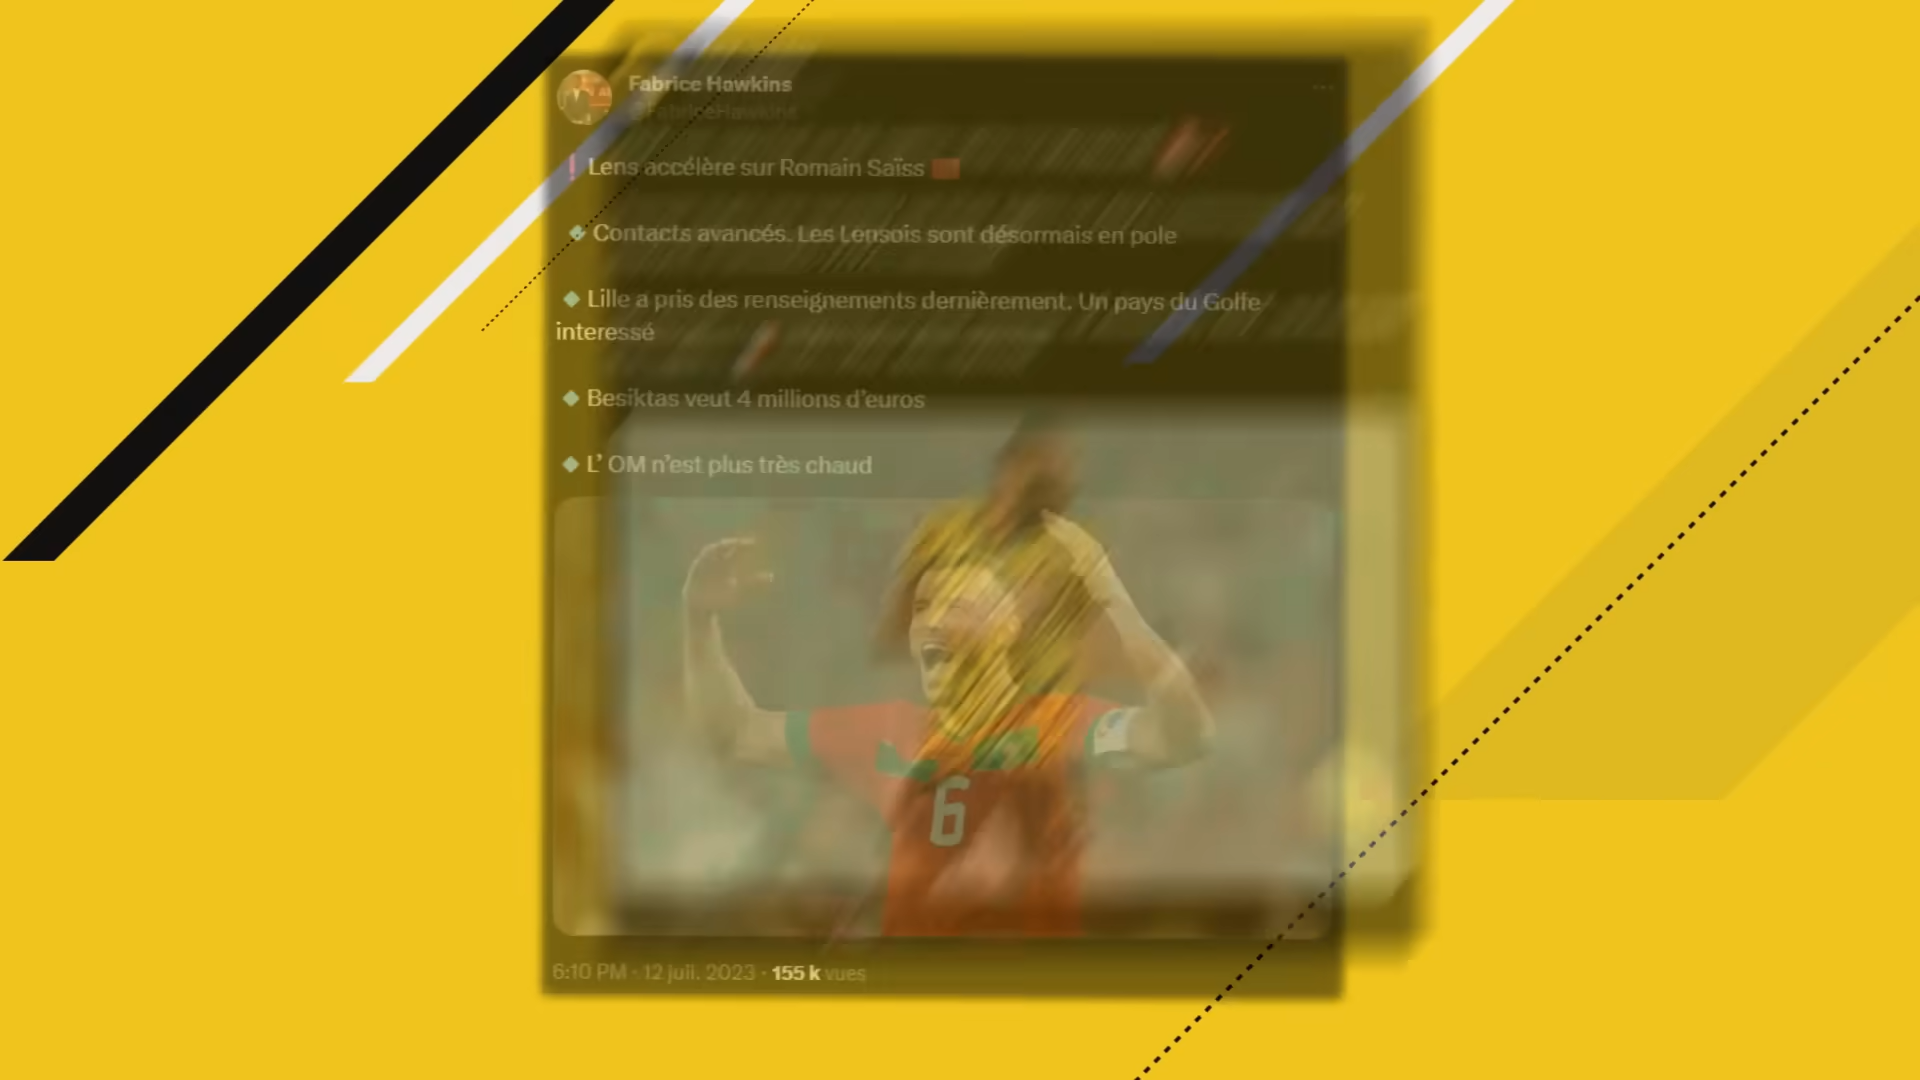 Fabrice Hawkins
@FabriceHawkins
Lens accélère sur Romain Saïss
Contacts avancés. Les Lensois sont désormais en pole
Lille a pris des renseignements dernièrement. Un pays du Golfe
interessé
Besiktas veut 4 millions d'euros
L' OM n'est plus très chaud
6
6:10 PM · 12 juil. 2023 · 155 k vues